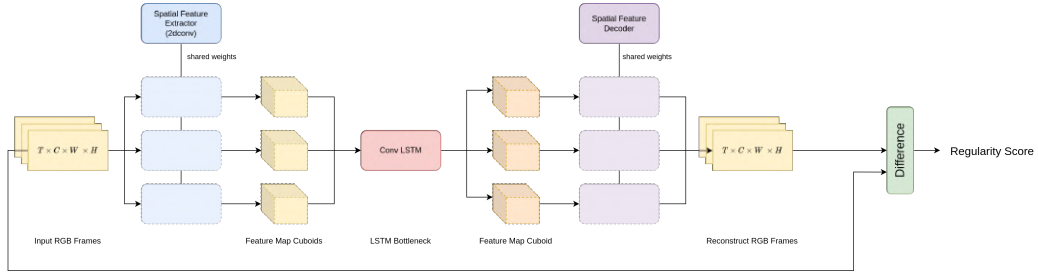 Spatial Feature
Extractor
(2dconv)
shared weights
Spatial Feature
Decoder
shared weights
T × C × W × H
Conv LSTM
T × C × W × H
Difference
Regularity Score
Input RGB Frames
Feature Map Cuboids
LSTM Bottleneck
Feature Map Cuboid
Reconstruct RGB Frames